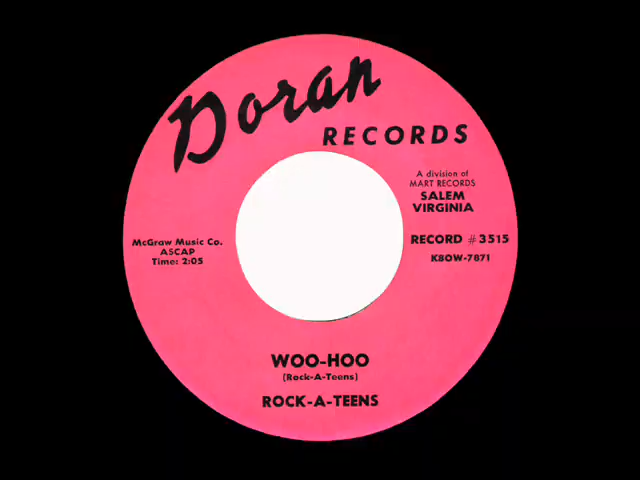 Doran
RECORDS
A division of
MART RECORDS
SALEM
VIRGINIA
McGraw Music Co.
ASCAP
Time: 2:05
RECORD # 3515
K8OW-7871
WOO-HOO
(Rock-A-Teens)
ROCK-A-TEENS